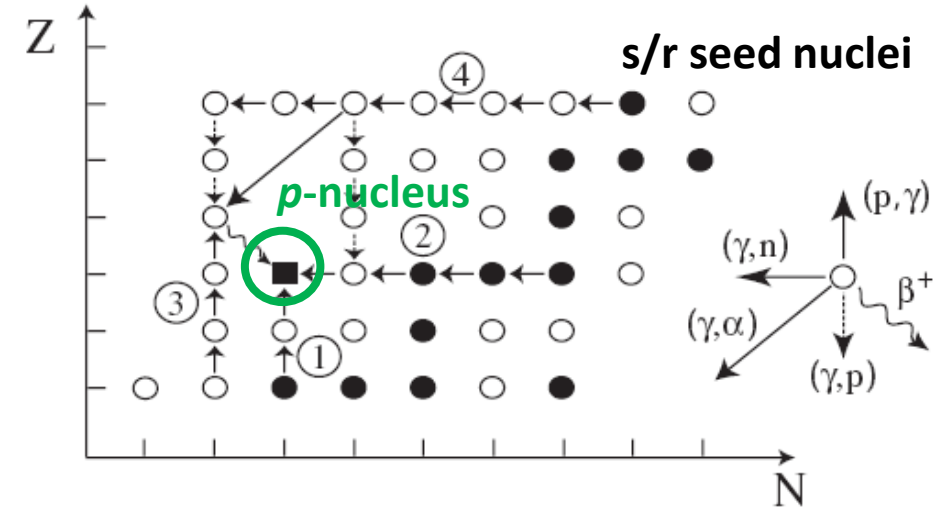 Z
s/r seed nuclei
④
p-nucleus
②
③
①
(p,γ)
(γ,n)
β⁺
(γ,α)
(γ,p)
N